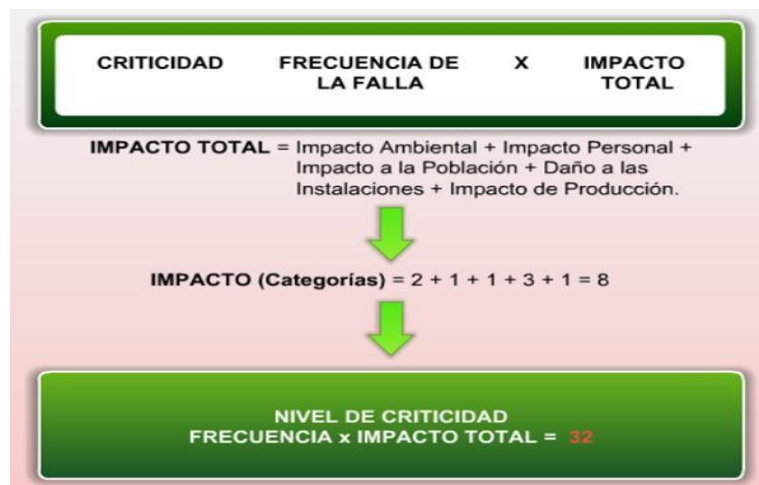 CRITICIDAD FRECUENCIA DE LA FALLA X IMPACTO TOTAL
IMPACTO TOTAL = Impacto Ambiental + Impacto Personal +
Impacto a la Población + Daño a las
Instalaciones + Impacto de Producción.
IMPACTO (Categorías) = 2 + 1 + 1 + 3 + 1 = 8
NIVEL DE CRITICIDAD
FRECUENCIA x IMPACTO TOTAL = 32